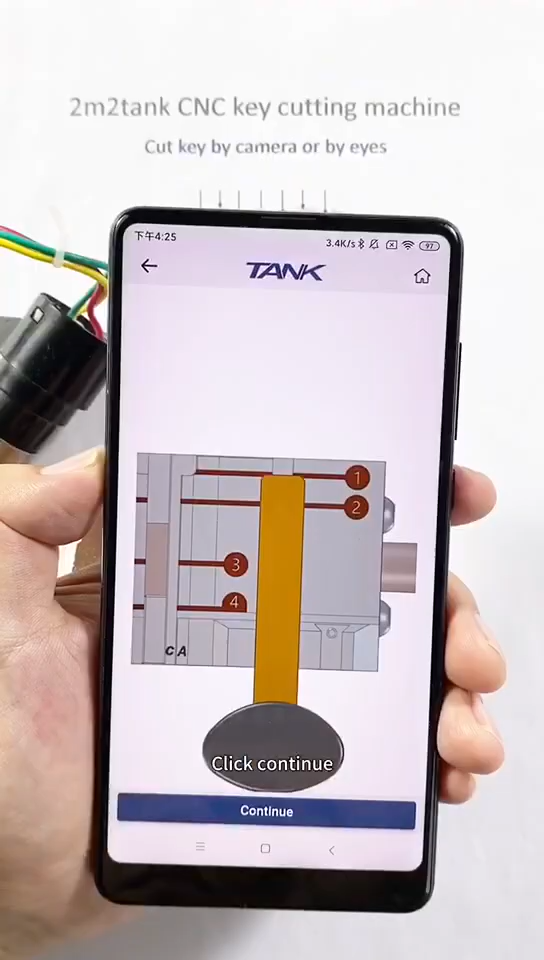 2m2tank CNC key cutting machine
Cut key by camera or by eyes
下午4:25
3.4K/s
97
TANK
1
2
3
4
C A
Click continue
Continue